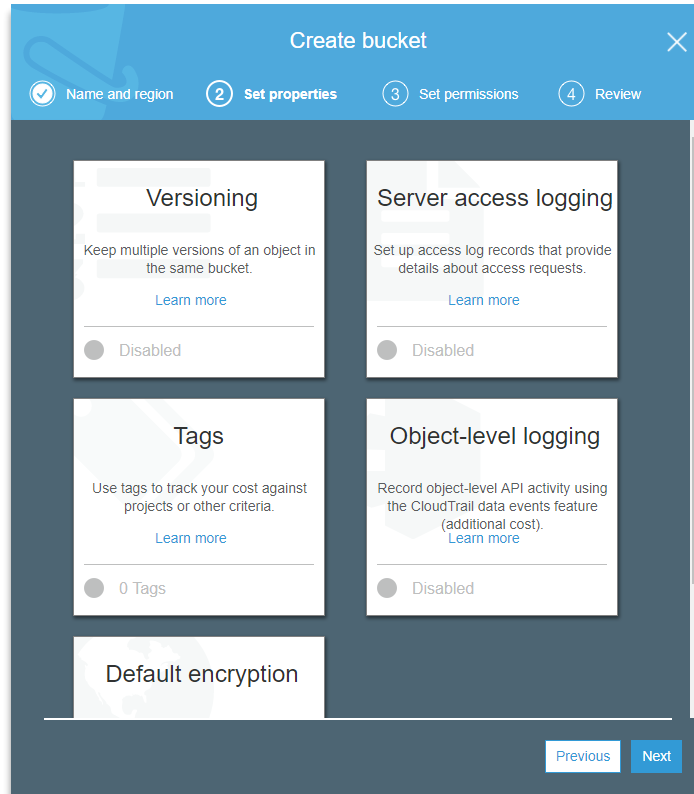 Create bucket
Name and region
2 Set properties
3 Set permissions
4 Review
Versioning
Keep multiple versions of an object in
the same bucket.
Learn more
Disabled
Server access logging
Set up access log records that provide
details about access requests.
Learn more
Disabled
Tags
Use tags to track your cost against
projects or other criteria.
Learn more
0 Tags
Object-level logging
Record object-level API activity using
the CloudTrail data events feature
(additional cost).
Learn more
Disabled
Default encryption
Previous
Next